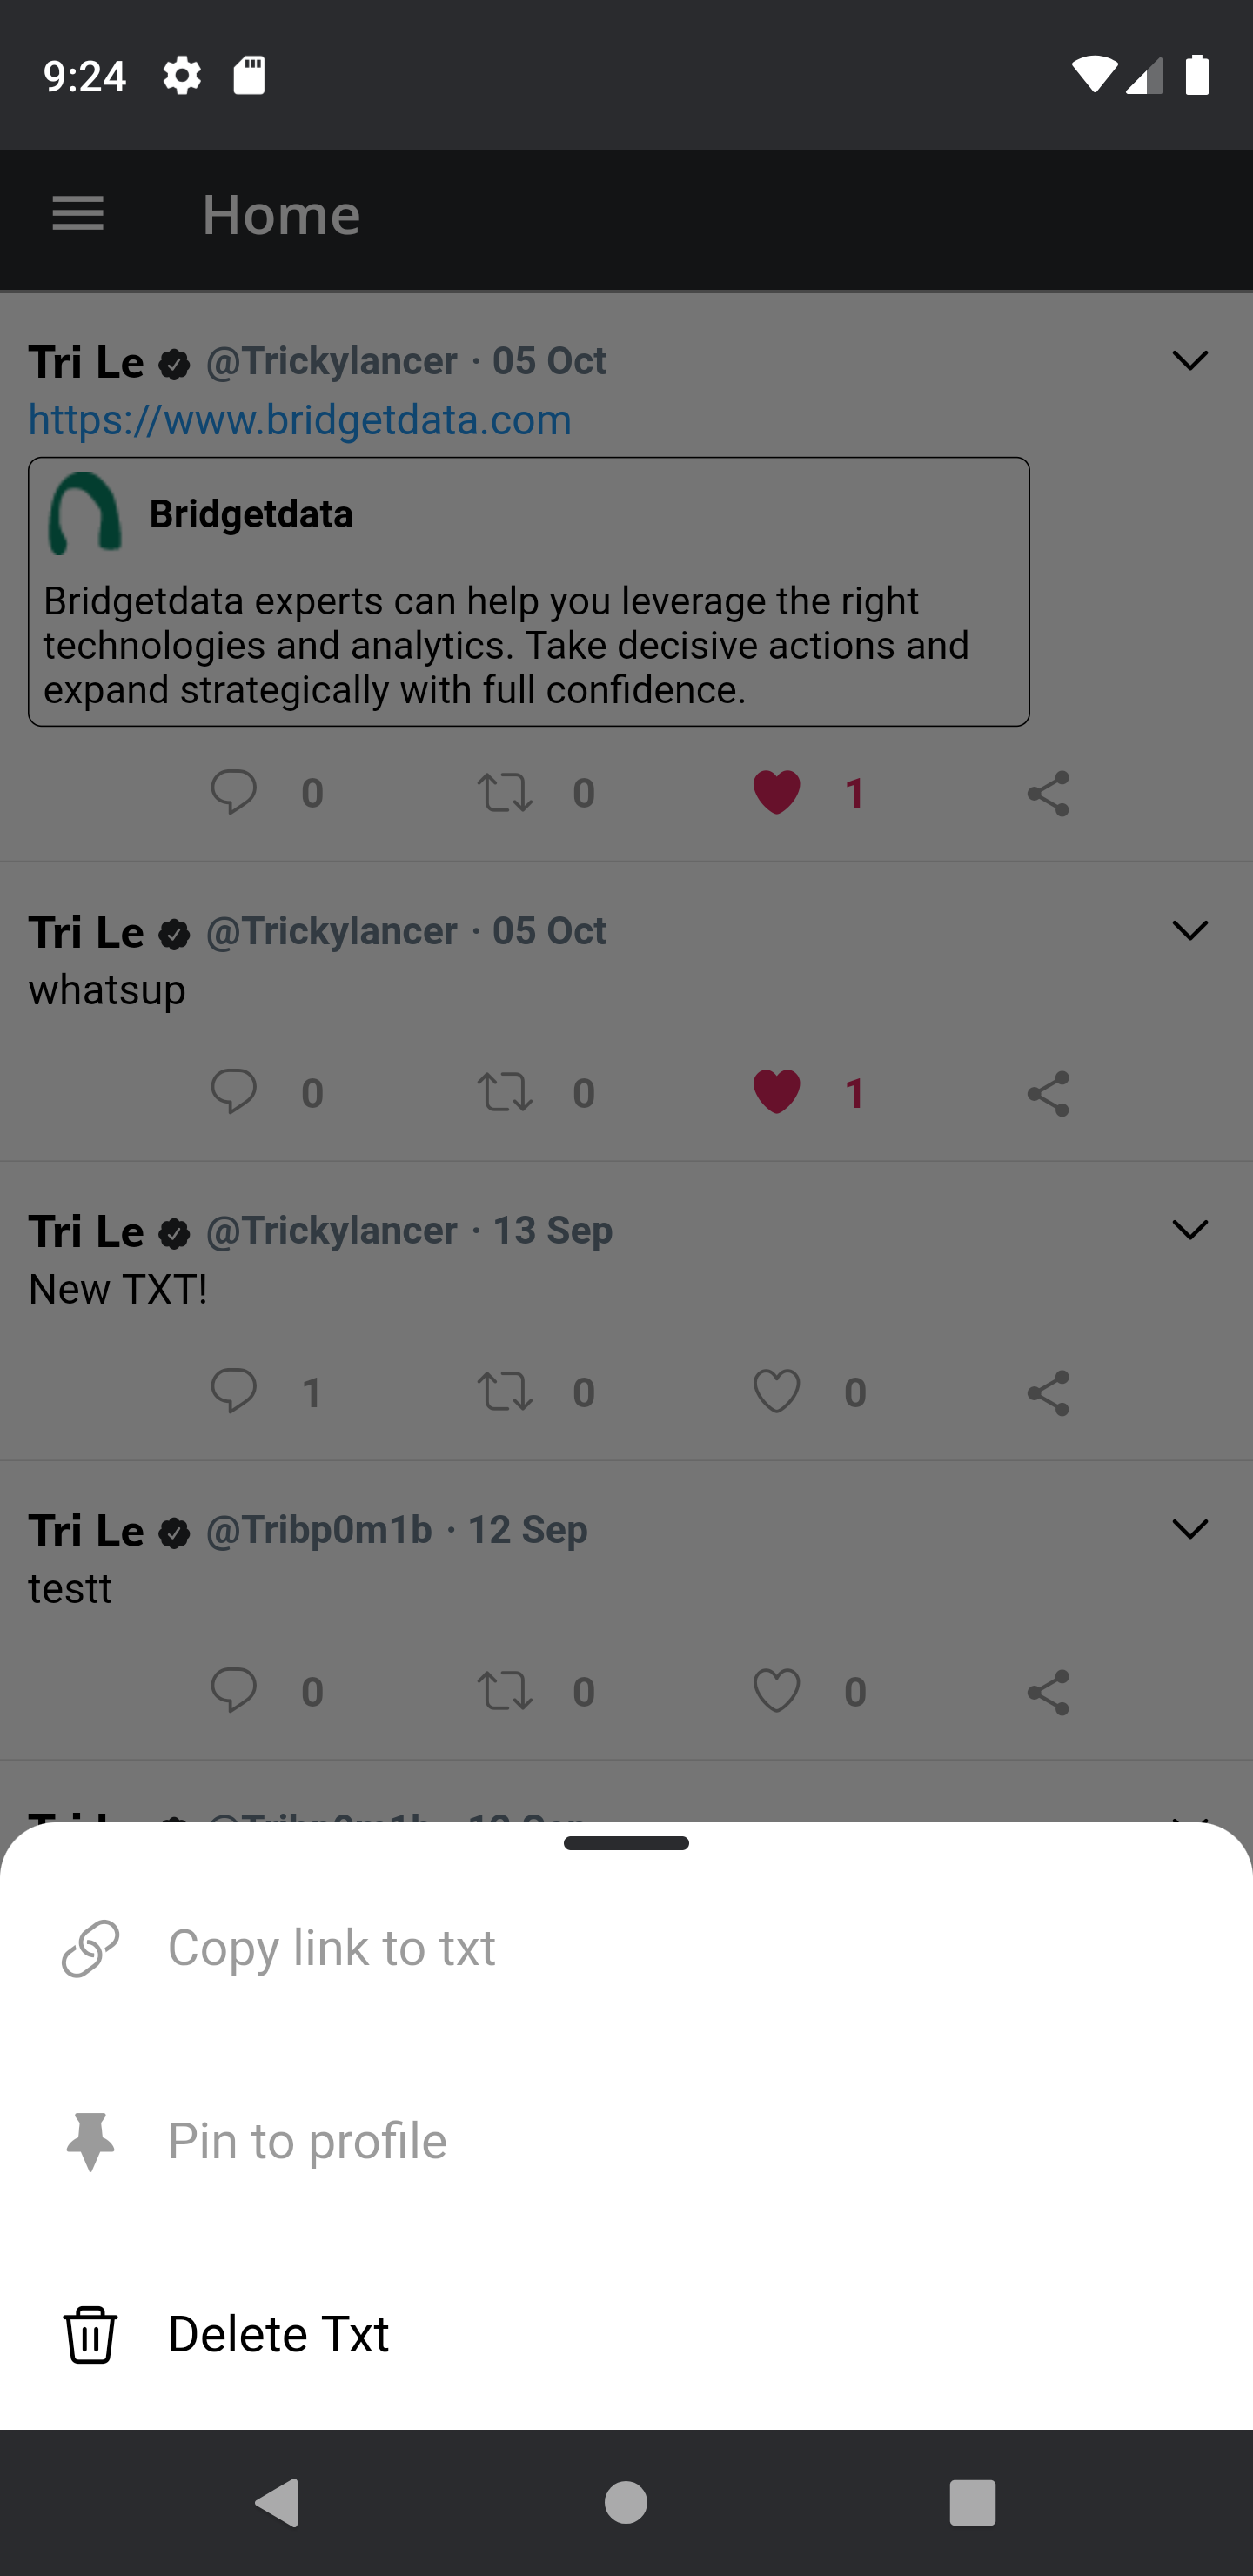 9:24
Home
Tri Le @Trickylancer · 05 Oct
https://www.bridgetdata.com
Bridgetdata
Bridgetdata experts can help you leverage the right
technologies and analytics. Take decisive actions and
expand strategically with full confidence.
0 0 1
Tri Le @Trickylancer · 05 Oct
whatsup
0 0 1
Tri Le @Trickylancer · 13 Sep
New TXT!
1 0 0
Tri Le @Tribp0m1b · 12 Sep
testt
0 0 0
Copy link to txt
Pin to profile
Delete Txt